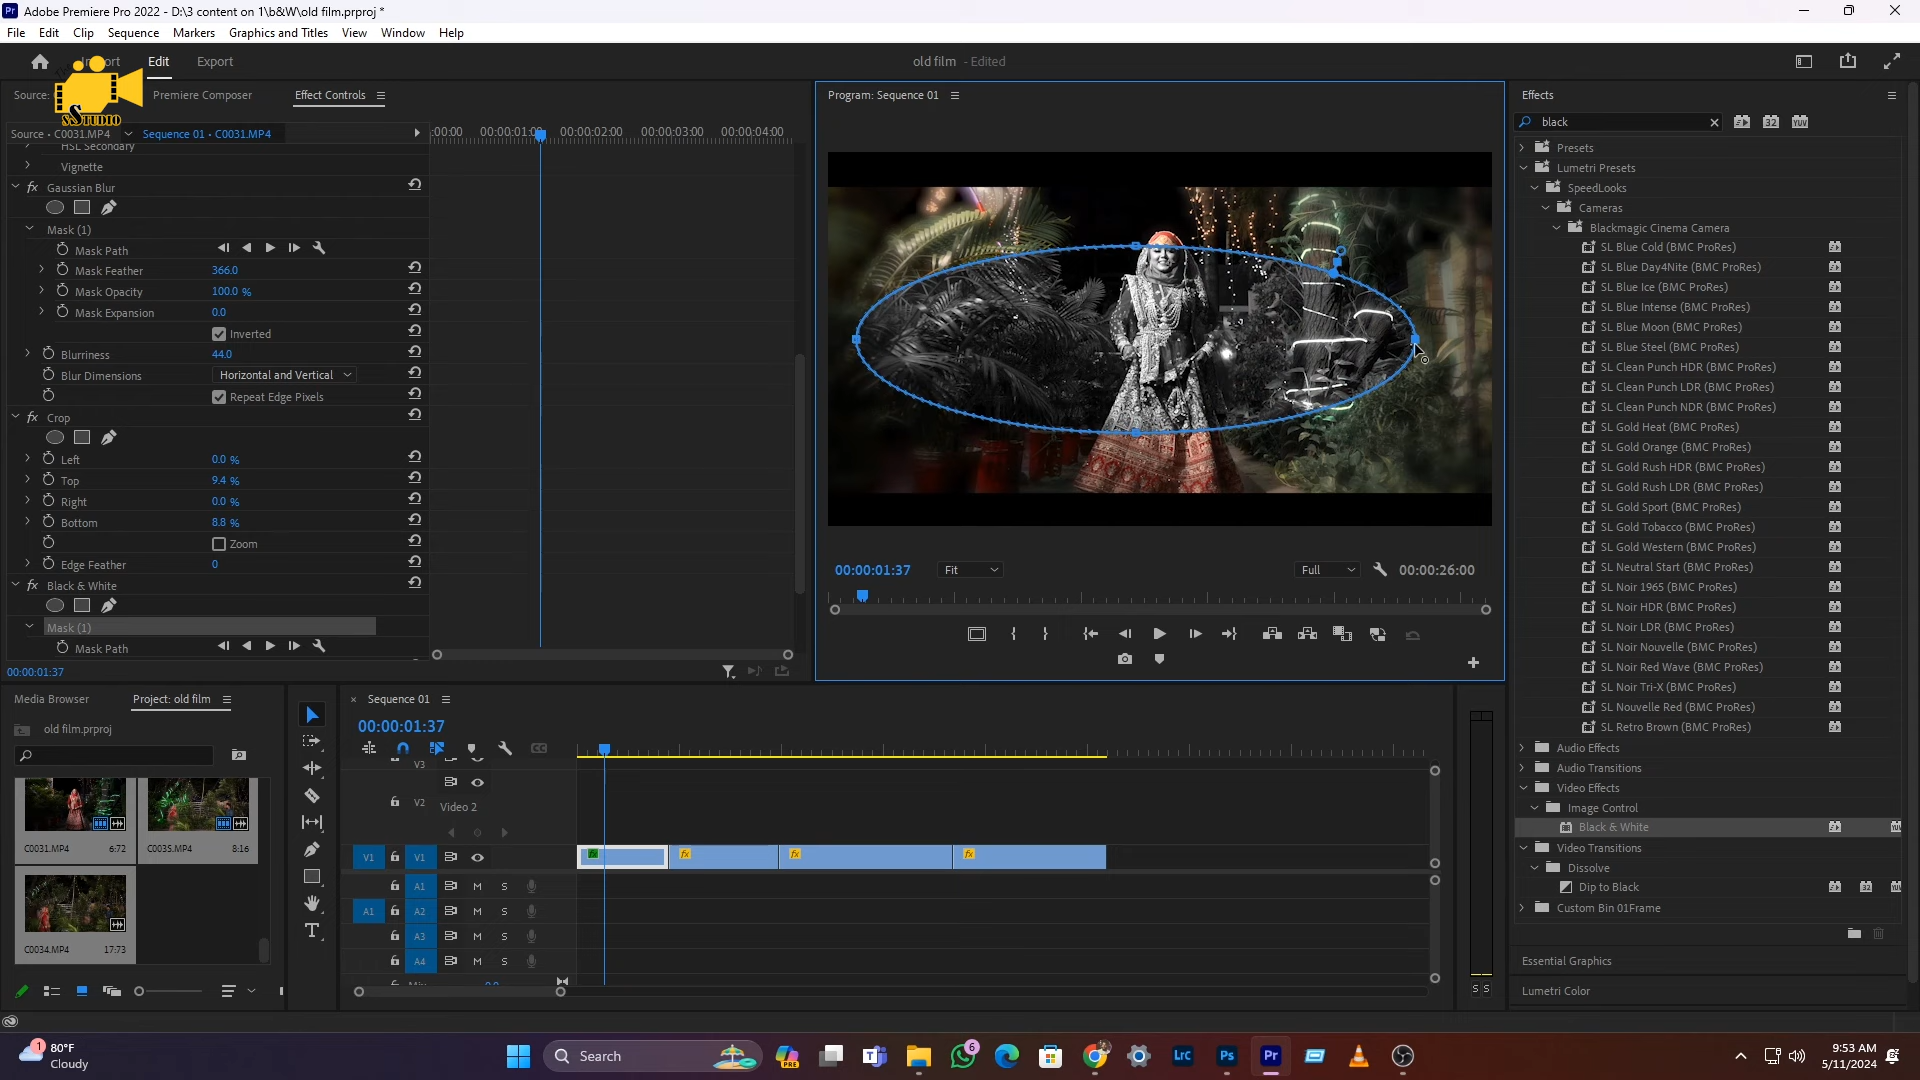 Adobe Premiere Pro 2022 - D:\3 content on 1\b&W\old film.prproj *
File Edit Clip Sequence Markers Graphics and Titles View Window Help
Edit Export
old film - Edited
SSTUDIO
Source: Premiere Composer Effect Controls
Source • C0031.MP4 Sequence 01 • C0031.MP4
:00:00 00:00:01:00 00:00:02:00 00:00:03:00 00:00:04:00
HSL Secondary
Vignette
fx Gaussian Blur
Mask (1)
Mask Path
Mask Feather 366.0
Mask Opacity 100.0 %
Mask Expansion 0.0
Inverted
Blurriness 44.0
Blur Dimensions Horizontal and Vertical
Repeat Edge Pixels
fx Crop
Left 0.0 %
Top 9.4 %
Right 0.0 %
Bottom 8.8 %
Zoom
Edge Feather 0
fx Black & White
Mask (1)
Mask Path
00:00:01:37
Program: Sequence 01
00:00:01:37 Fit Full 00:00:26:00
Effects
black
32 YUV
Presets
Lumetri Presets
SpeedLooks
Cameras
Blackmagic Cinema Camera
SL Blue Cold (BMC ProRes)
SL Blue Day4Nite (BMC ProRes)
SL Blue Ice (BMC ProRes)
SL Blue Intense (BMC ProRes)
SL Blue Moon (BMC ProRes)
SL Blue Steel (BMC ProRes)
SL Clean Punch HDR (BMC ProRes)
SL Clean Punch LDR (BMC ProRes)
SL Clean Punch NDR (BMC ProRes)
SL Gold Heat (BMC ProRes)
SL Gold Orange (BMC ProRes)
SL Gold Rush HDR (BMC ProRes)
SL Gold Rush LDR (BMC ProRes)
SL Gold Sport (BMC ProRes)
SL Gold Tobacco (BMC ProRes)
SL Gold Western (BMC ProRes)
SL Neutral Start (BMC ProRes)
SL Noir 1965 (BMC ProRes)
SL Noir HDR (BMC ProRes)
SL Noir LDR (BMC ProRes)
SL Noir Nouvelle (BMC ProRes)
SL Noir Red Wave (BMC ProRes)
SL Noir Tri-X (BMC ProRes)
SL Nouvelle Red (BMC ProRes)
SL Retro Brown (BMC ProRes)
Audio Effects
Audio Transitions
Video Effects
Image Control
Black & White
Video Transitions
Dissolve
Dip to Black
Custom Bin 01Frame
Essential Graphics
Lumetri Color
Media Browser Project: old film
old film.prproj
C0031.MP4 6:72 C0035.MP4 8:16
C0034.MP4 17:73
× Sequence 01
00:00:01:37
V3
V2 Video 2
V1 V1 fx fx fx fx
A1 M S
A1 A2 M S
A3 M S
A4 M S
S S
80°F
Cloudy
Search
PRE
6
LrC Ps Pr
9:53 AM
5/11/2024